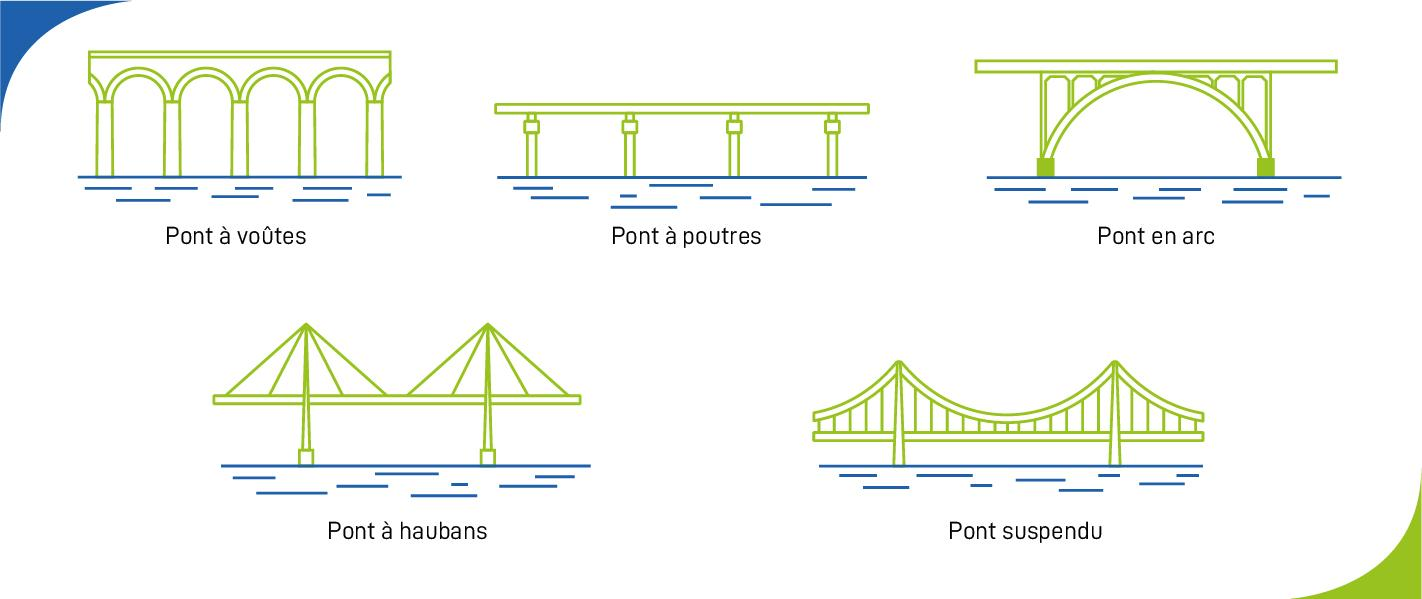 Pont à voûtes
Pont à poutres
Pont en arc
Pont à haubans
Pont suspendu